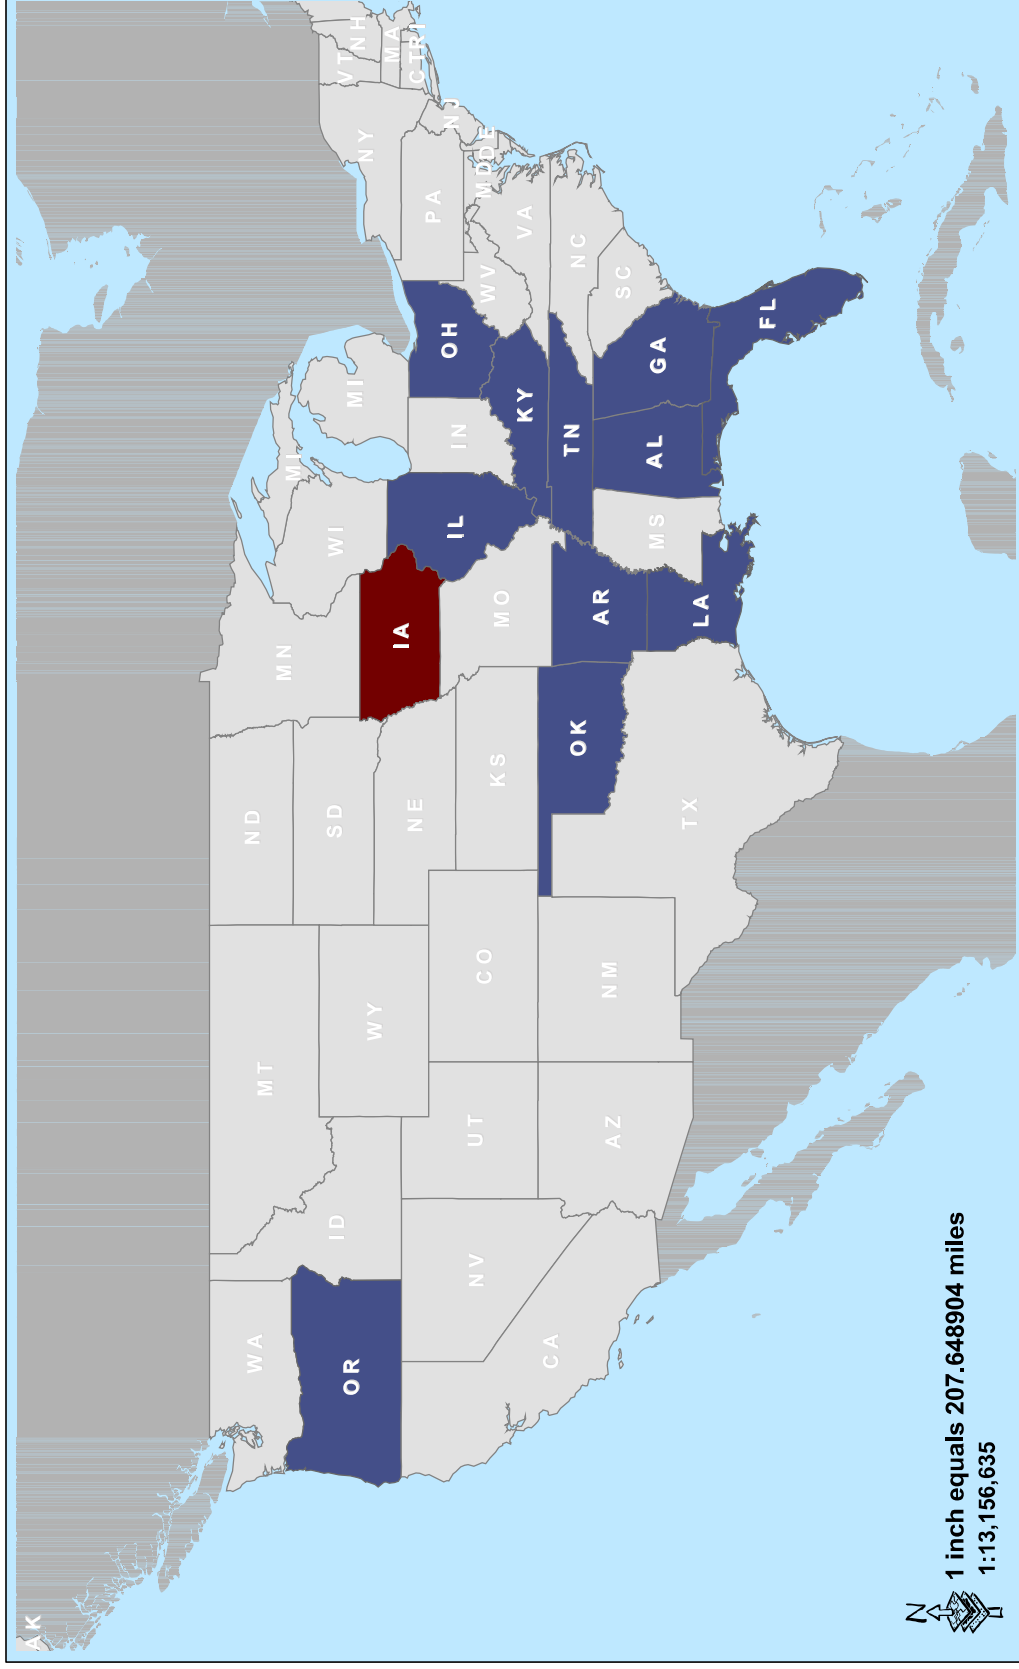 AK
WA
MT
ND
MN
MI
VT
NH
MA
CT
RI
NY
OR
ID
WY
SD
WI
MI
PA
NJ
IA
NE
IL
IN
OH
WV
MD
DE
VA
NV
UT
CO
KS
MO
KY
NC
SC
CA
AZ
NM
OK
AR
TN
MS
AL
GA
TX
LA
FL
N
1 inch equals 207.648904 miles
1:13,156,635